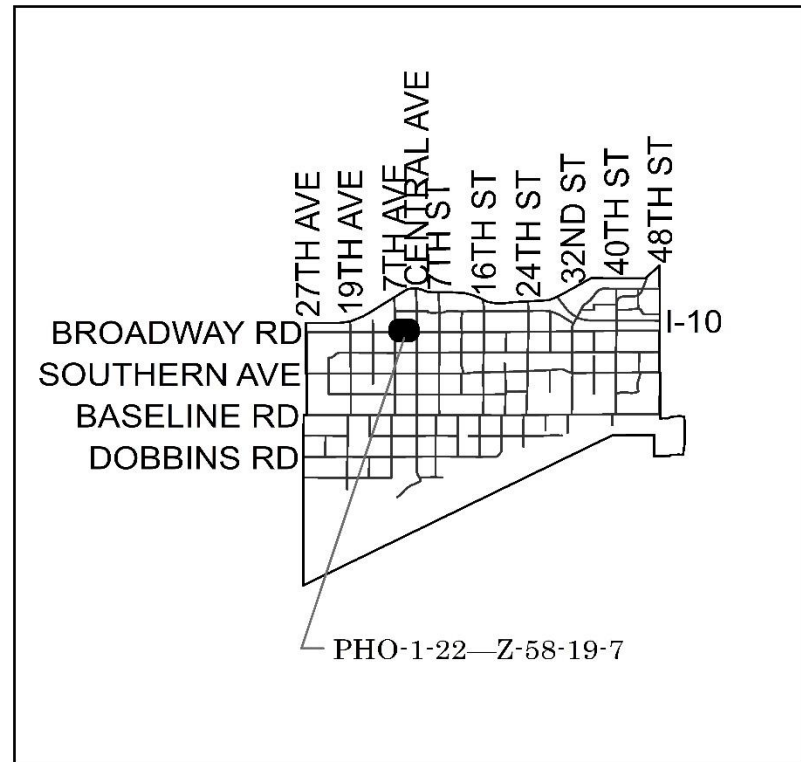 27TH AVE
19TH AVE
7TH AVE
CENTRAL AVE
7TH ST
16TH ST
24TH ST
32ND ST
40TH ST
48TH ST
BROADWAY RD
I-10
SOUTHERN AVE
BASELINE RD
DOBBINS RD
PHO-1-22—Z-58-19-7